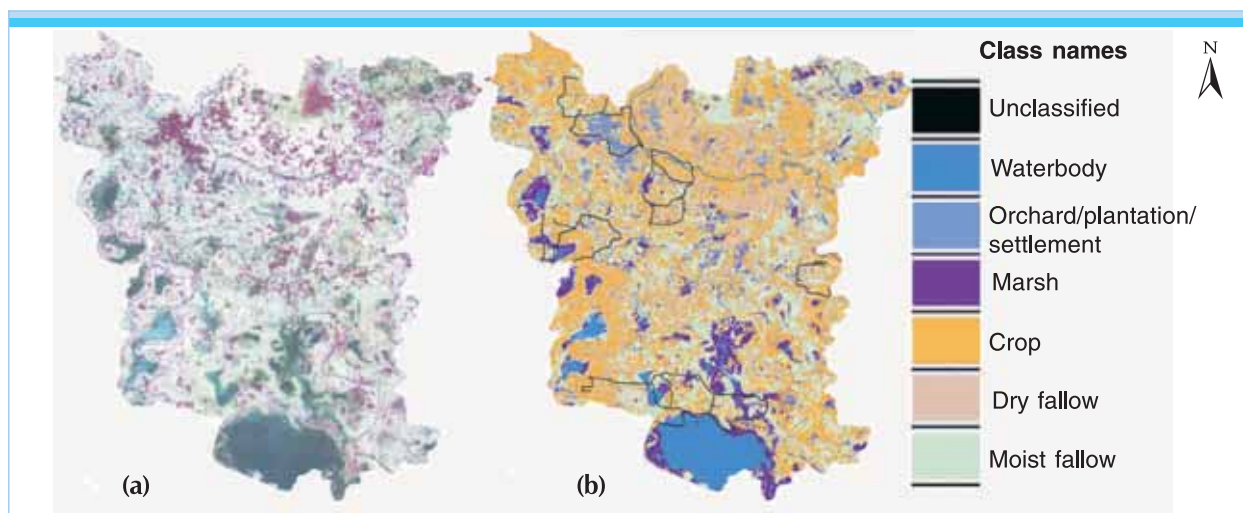 Class names
N
Unclassified
Waterbody
Orchard/plantation/
settlement
Marsh
Crop
Dry fallow
Moist fallow
(a)
(b)